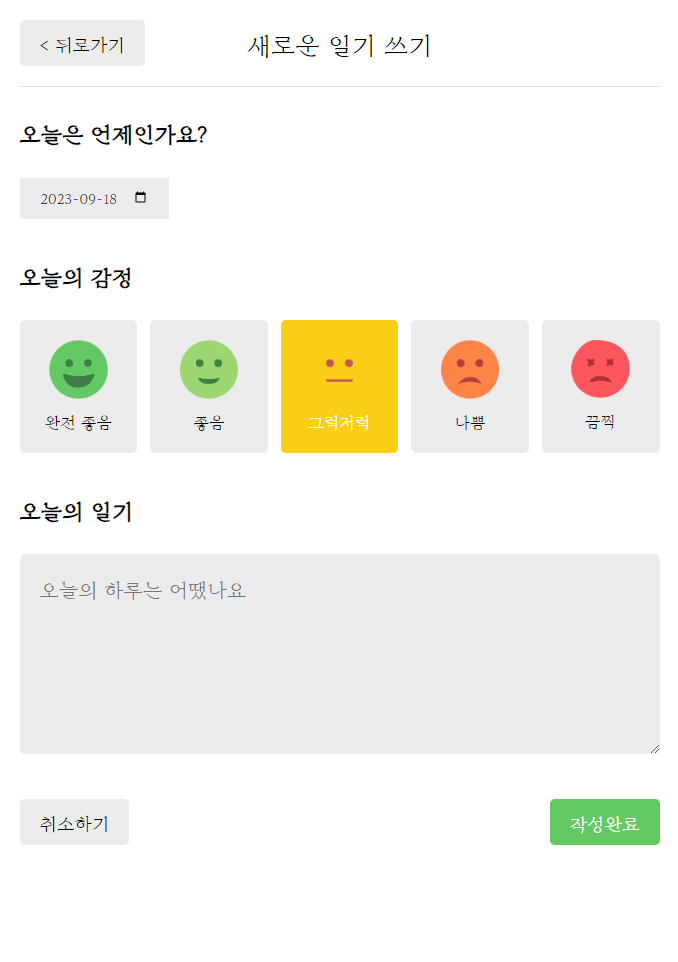 < 뒤로가기
새로운 일기 쓰기
오늘은 언제인가요?
2023-09-18
오늘의 감정
완전 좋음
좋음
그럭저럭
나쁨
끔찍
오늘의 일기
오늘의 하루는 어땠나요
취소하기
작성완료